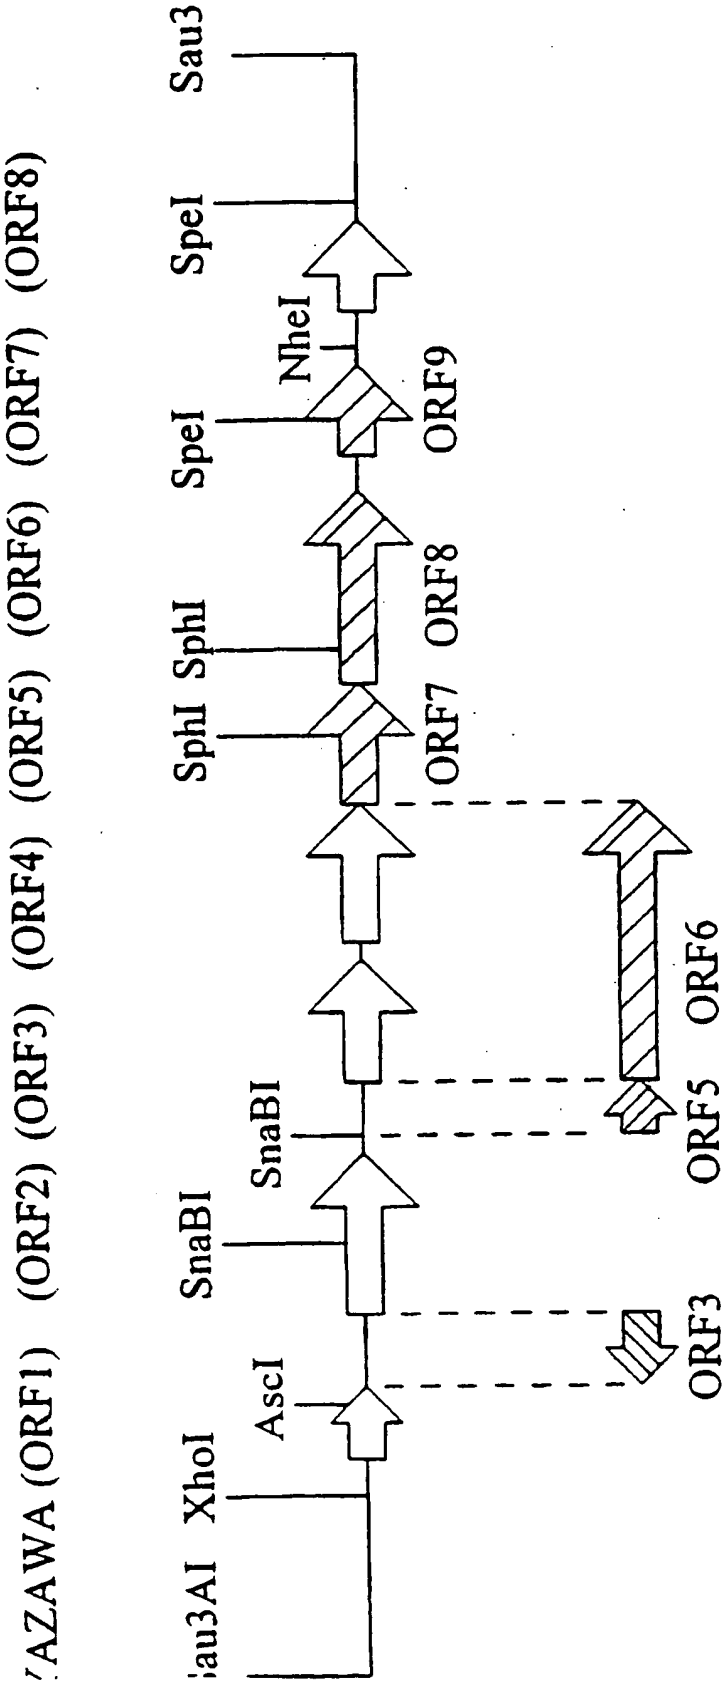 (ORF1) (ORF2) (ORF3) (ORF4) (ORF5) (ORF6) (ORF7) (ORF8)
XhoI AscI SnaBI SnaBI SphI SphI SpeI NheI SpeI Sau3
ORF7 ORF8 ORF9
ORF3 ORF5 ORF6